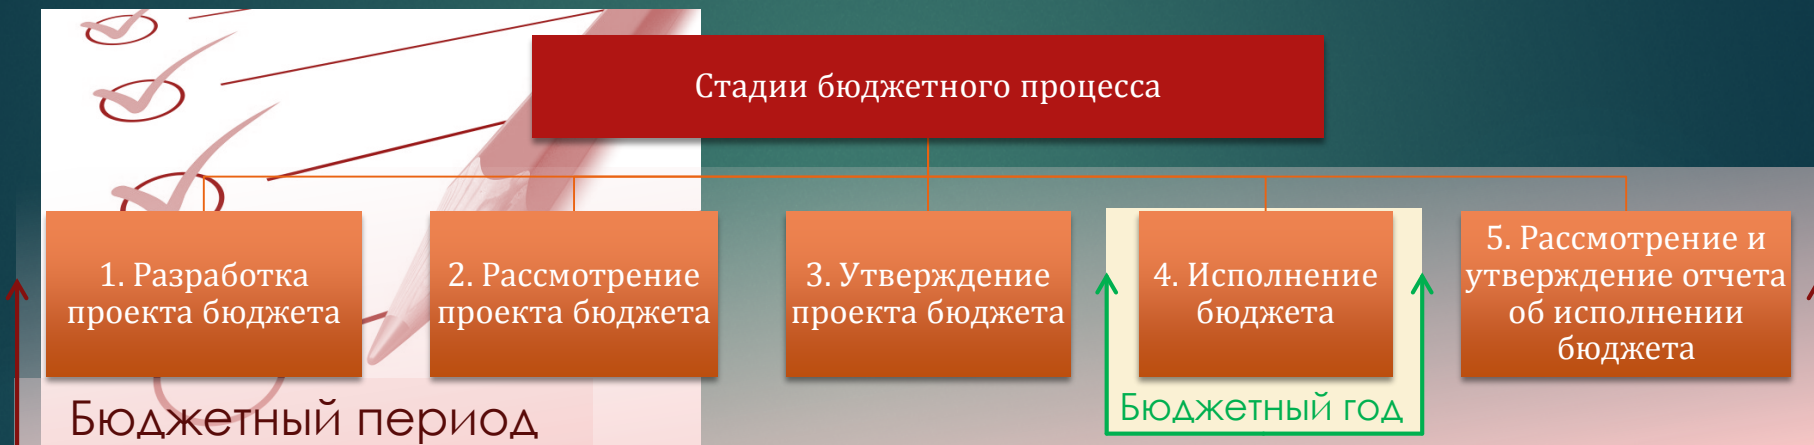 Стадии бюджетного процесса
1. Разработка
проекта бюджета
2. Рассмотрение
проекта бюджета
3. Утверждение
проекта бюджета
4. Исполнение
бюджета
5. Рассмотрение и
утверждение отчета
об исполнении
бюджета
Бюджетный период
Бюджетный год